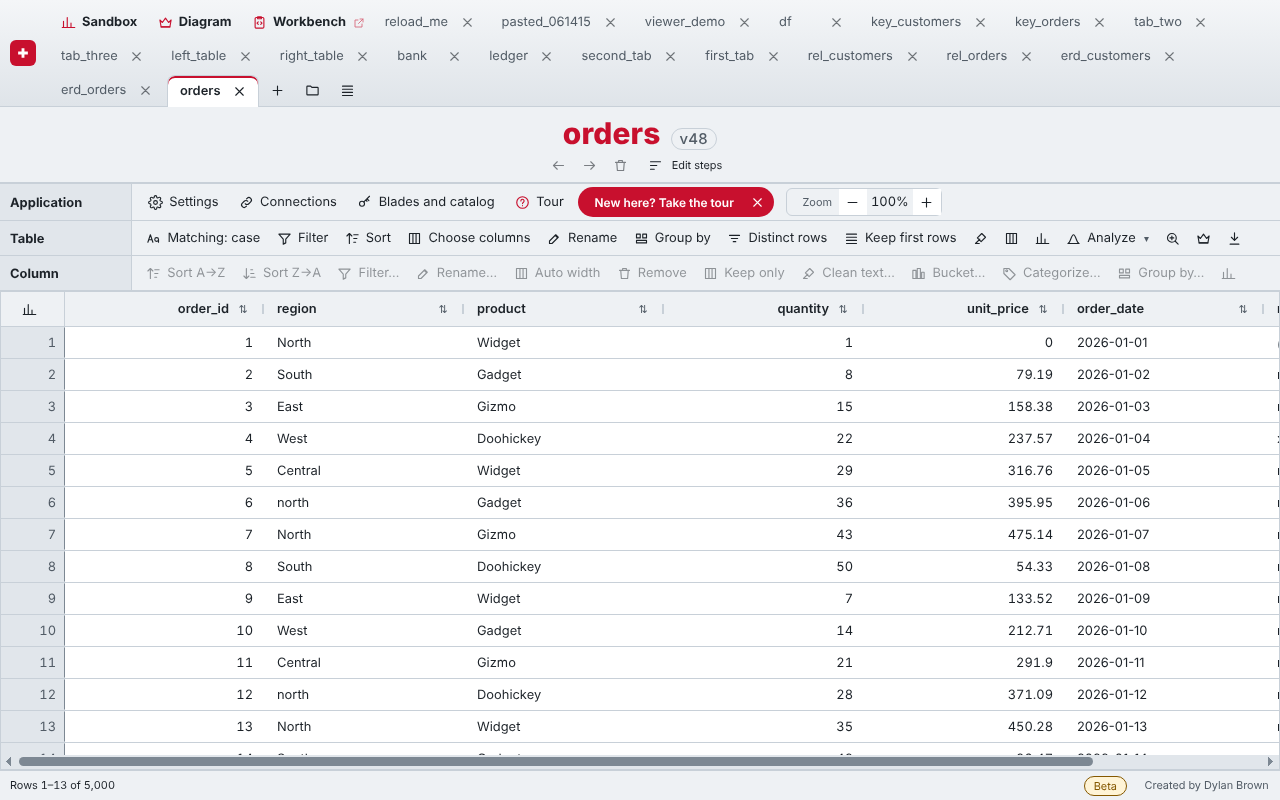 Sandbox Diagram Workbench reload_me pasted_061415 viewer_demo df key_customers key_orders tab_two
tab_three left_table right_table bank ledger second_tab first_tab rel_customers rel_orders erd_customers
erd_orders orders
orders v48
Edit steps
Application Settings Connections Blades and catalog Tour New here? Take the tour Zoom 100%
Table Matching: case Filter Sort Choose columns Rename Group by Distinct rows Keep first rows Analyze
Column Sort A→Z Sort Z→A Filter... Rename... Auto width Remove Keep only Clean text... Bucket... Categorize... Group by...
order_id region product quantity unit_price order_date
1 1 North Widget 1 0 2026-01-01
2 2 South Gadget 8 79.19 2026-01-02
3 3 East Gizmo 15 158.38 2026-01-03
4 4 West Doohickey 22 237.57 2026-01-04
5 5 Central Widget 29 316.76 2026-01-05
6 6 north Gadget 36 395.95 2026-01-06
7 7 North Gizmo 43 475.14 2026-01-07
8 8 South Doohickey 50 54.33 2026-01-08
9 9 East Widget 7 133.52 2026-01-09
10 10 West Gadget 14 212.71 2026-01-10
11 11 Central Gizmo 21 291.9 2026-01-11
12 12 north Doohickey 28 371.09 2026-01-12
13 13 North Widget 35 450.28 2026-01-13
Rows 1–13 of 5,000 Beta Created by Dylan Brown